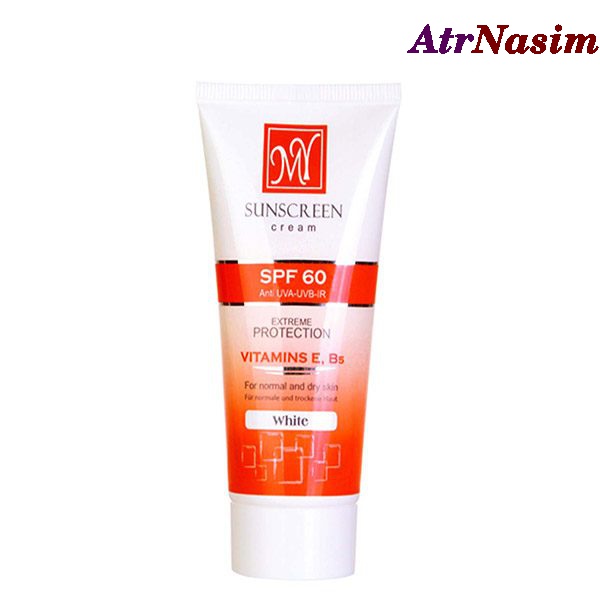 AtrNasim
MY
SUNSCREEN
cream
SPF 60
Anti UVA-UVB-IR
EXTREME
PROTECTION
VITAMINS E, B5
For normal and dry skin
Für normale und trockene Haut
White